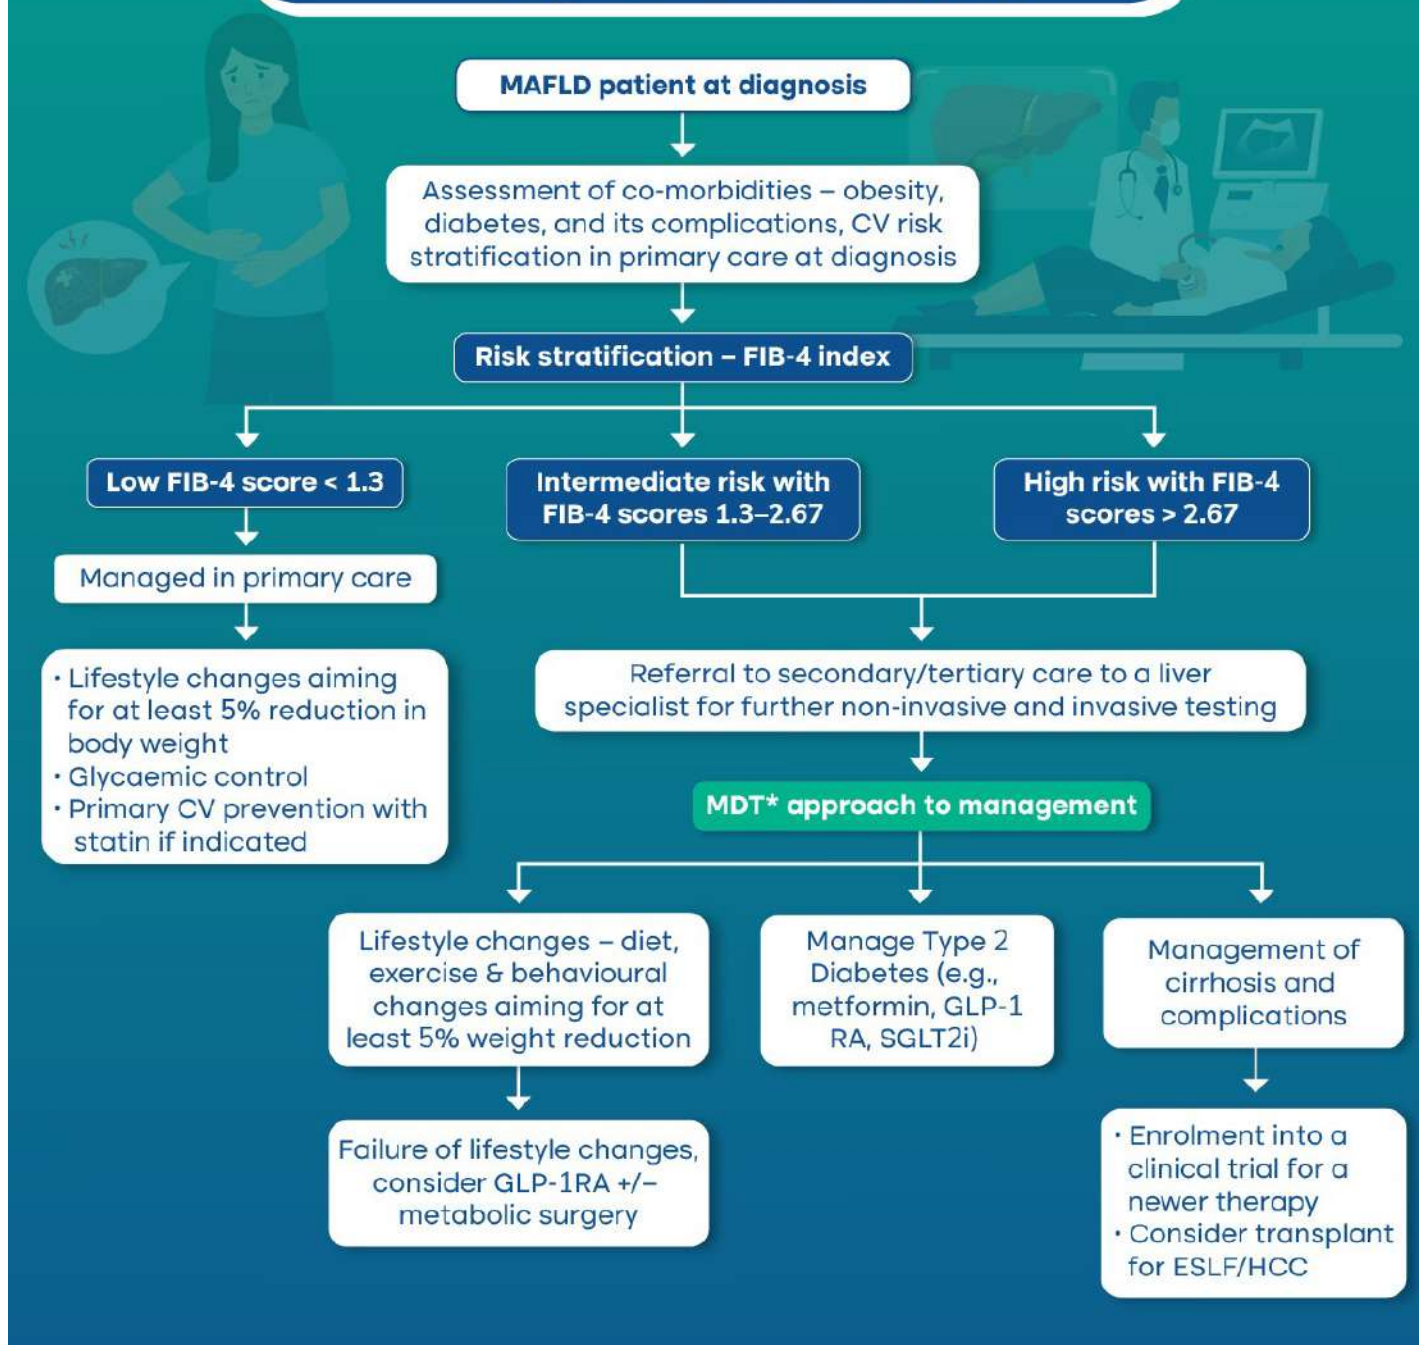 MAFLD patient at diagnosis
Assessment of co-morbidities – obesity,
diabetes, and its complications, CV risk
stratification in primary care at diagnosis
Risk stratification – FIB-4 index
Low FIB-4 score < 1.3
Intermediate risk with
FIB-4 scores 1.3–2.67
High risk with FIB-4
scores > 2.67
Managed in primary care
• Lifestyle changes aiming
for at least 5% reduction in
body weight
• Glycaemic control
• Primary CV prevention with
statin if indicated
Referral to secondary/tertiary care to a liver
specialist for further non-invasive and invasive testing
MDT* approach to management
Lifestyle changes – diet,
exercise & behavioural
changes aiming for at
least 5% weight reduction
Manage Type 2
Diabetes (e.g.,
metformin, GLP-1
RA, SGLT2i)
Management of
cirrhosis and
complications
Failure of lifestyle changes,
consider GLP-1RA +/–
metabolic surgery
• Enrolment into a
clinical trial for a
newer therapy
• Consider transplant
for ESLF/HCC